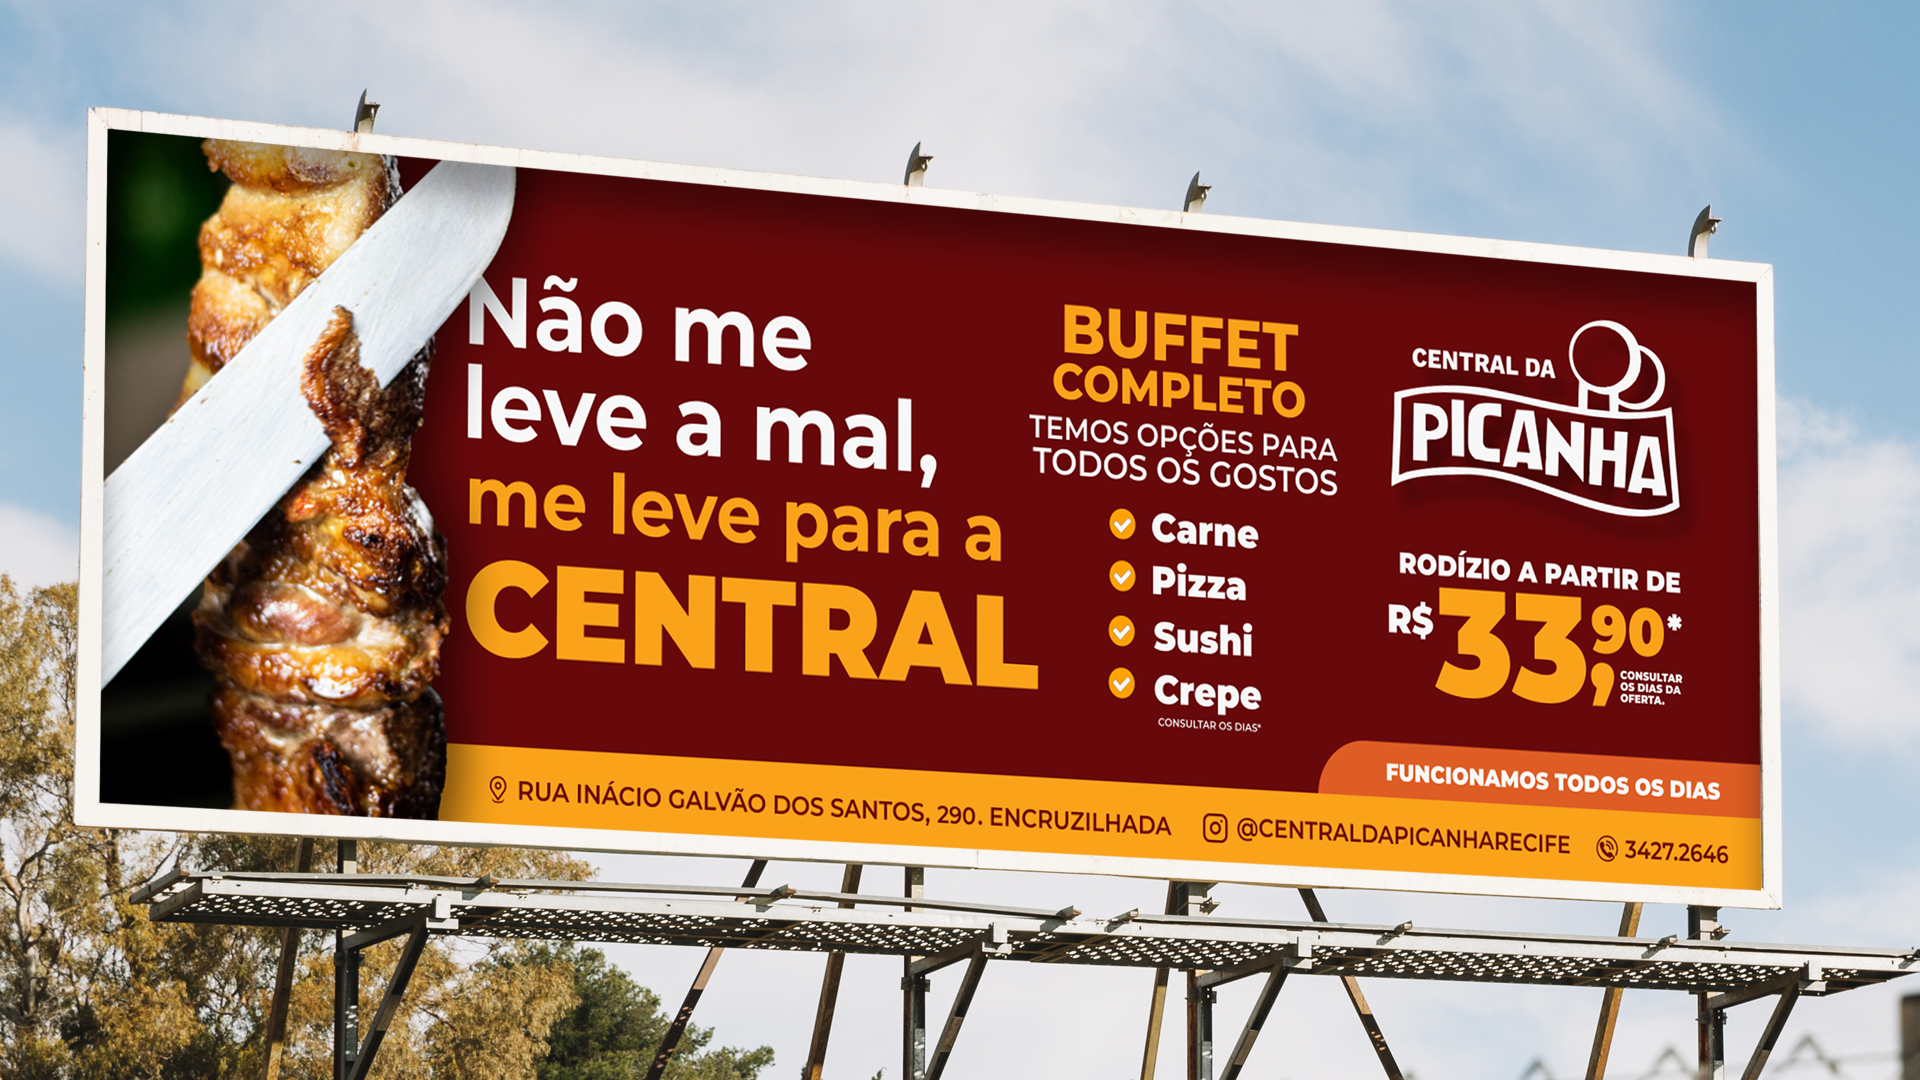 Não me
leve a mal,
me leve para a
CENTRAL
BUFFET
COMPLETO
TEMOS OPÇÕES PARA
TODOS OS GOSTOS
Carne
Pizza
Sushi
Crepe
CONSULTAR OS DIAS*
CENTRAL DA
PICANHA
RODÍZIO A PARTIR DE
R$33,90*
CONSULTAR
OS DIAS DA
OFERTA.
FUNCIONAMOS TODOS OS DIAS
RUA INÁCIO GALVÃO DOS SANTOS, 290. ENCRUZILHADA
@CENTRALDAPICANHARECIFE
3427.2646